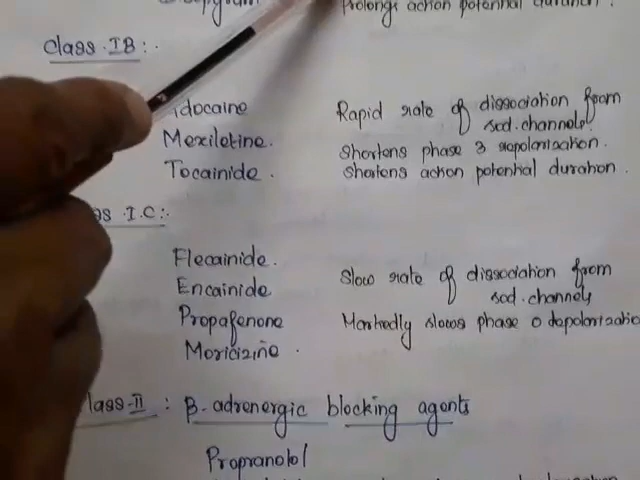 Prolongs action potential duration.
Class.IB:.
idocaine Rapid rate of dissociation from
sod.channels.
Mexiletine. Shortens phase 3 repolarization.
Tocainide. Shortens action potential duration.
ss.I.C:.
Flecainide.
Encainide Slow rate of dissociation from
sod.channels
Propafenone Markedly slows phase 0 depolarizatio
Moricizine.
lass-II : β-adrenergic blocking agents
Propranolol